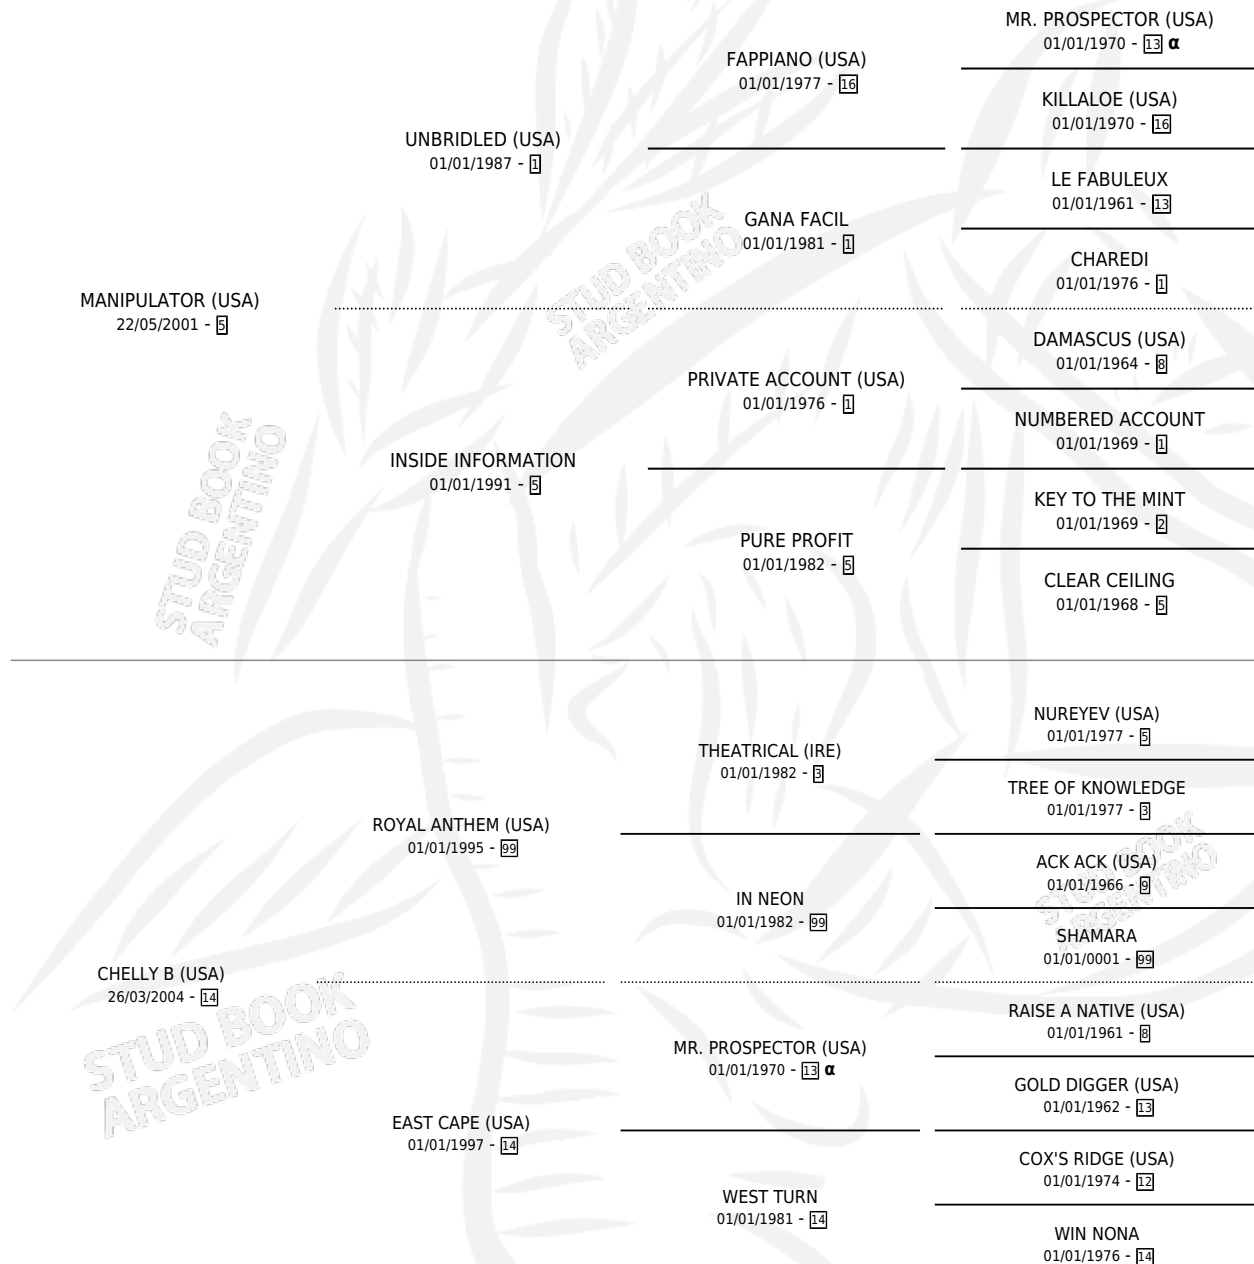 MR. PROSPECTOR (USA)
01/01/1970 - 13 α
FAPPIANO (USA)
01/01/1977 - 16
KILLALOE (USA)
01/01/1970 - 16
UNBRIDLED (USA)
01/01/1987 - 1
LE FABULEUX
01/01/1961 - 13
GANA FACIL
01/01/1981 - 1
CHAREDI
01/01/1976 - 1
MANIPULATOR (USA)
22/05/2001 - 5
DAMASCUS (USA)
01/01/1964 - 8
PRIVATE ACCOUNT (USA)
01/01/1976 - 1
NUMBERED ACCOUNT
01/01/1969 - 1
INSIDE INFORMATION
01/01/1991 - 5
KEY TO THE MINT
01/01/1969 - 2
PURE PROFIT
01/01/1982 - 5
CLEAR CEILING
01/01/1968 - 5
NUREYEV (USA)
01/01/1977 - 5
THEATRICAL (IRE)
01/01/1982 - 3
TREE OF KNOWLEDGE
01/01/1977 - 3
ROYAL ANTHEM (USA)
01/01/1995 - 99
ACK ACK (USA)
01/01/1966 - 9
IN NEON
01/01/1982 - 99
SHAMARA
01/01/0001 - 99
CHELLY B (USA)
26/03/2004 - 14
RAISE A NATIVE (USA)
01/01/1961 - 8
MR. PROSPECTOR (USA)
01/01/1970 - 13 α
GOLD DIGGER (USA)
01/01/1962 - 13
EAST CAPE (USA)
01/01/1997 - 14
COX'S RIDGE (USA)
01/01/1974 - 12
WEST TURN
01/01/1981 - 14
WIN NONA
01/01/1976 - 14
STUD BOOK
ARGENTINO
STUD BOOK
ARGENTINO
STUD BOOK
ARGENTINO
STUD BOOK
ARGENTINO